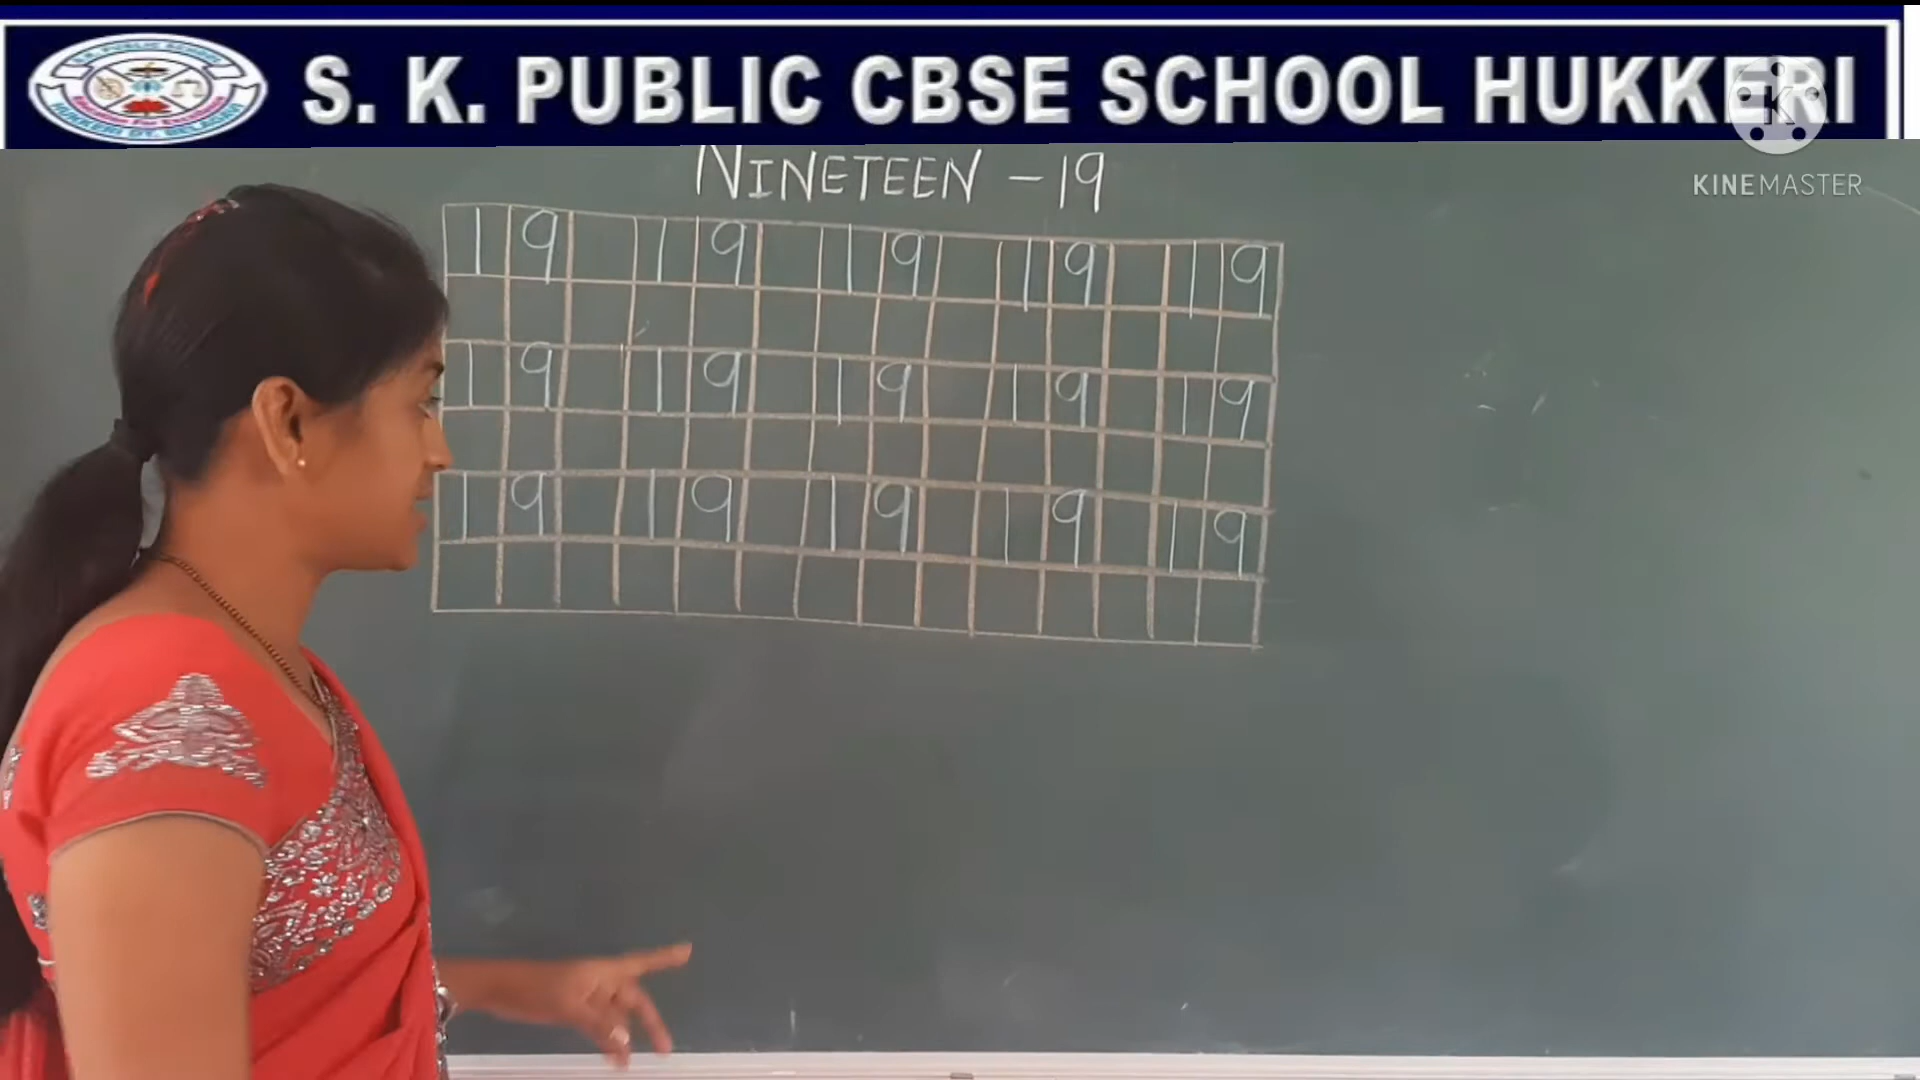 S. K. PUBLIC CBSE SCHOOL HUKKERI
KINEMASTER
NINETEEN - 19
19 19 19 19 19
19 19 19 19 19
19 19 19 19 19